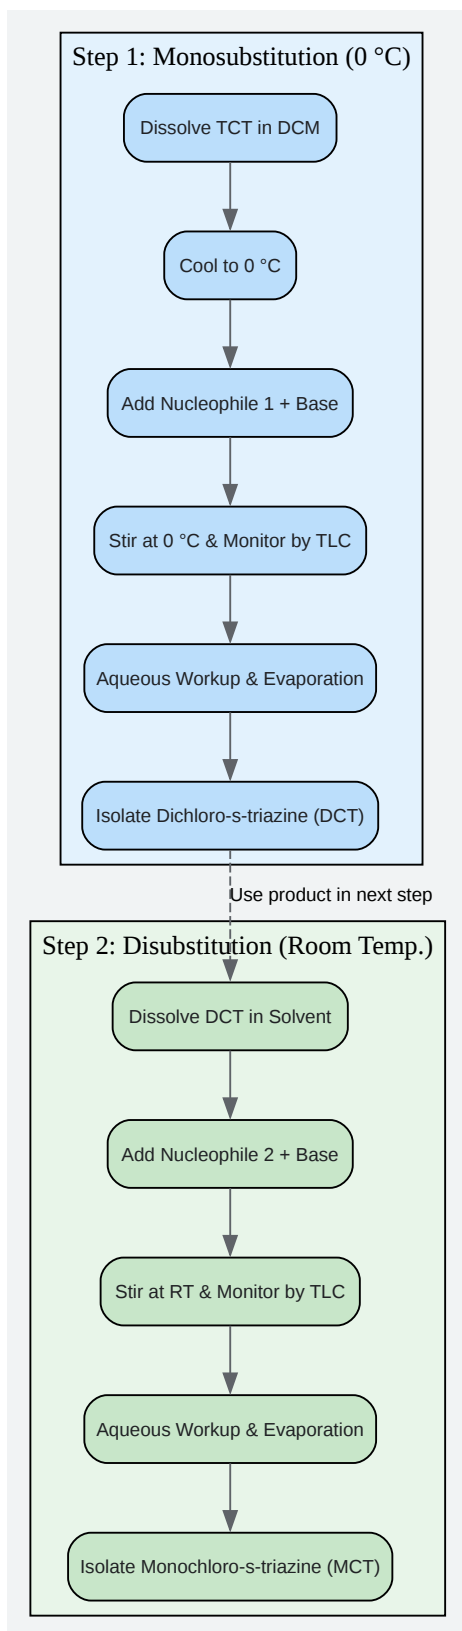 Step 1: Monosubstitution (0 °C)
Dissolve TCT in DCM
Cool to 0 °C
Add Nucleophile 1 + Base
Stir at 0 °C & Monitor by TLC
Aqueous Workup & Evaporation
Isolate Dichloro-s-triazine (DCT)
Use product in next step
Step 2: Disubstitution (Room Temp.)
Dissolve DCT in Solvent
Add Nucleophile 2 + Base
Stir at RT & Monitor by TLC
Aqueous Workup & Evaporation
Isolate Monochloro-s-triazine (MCT)